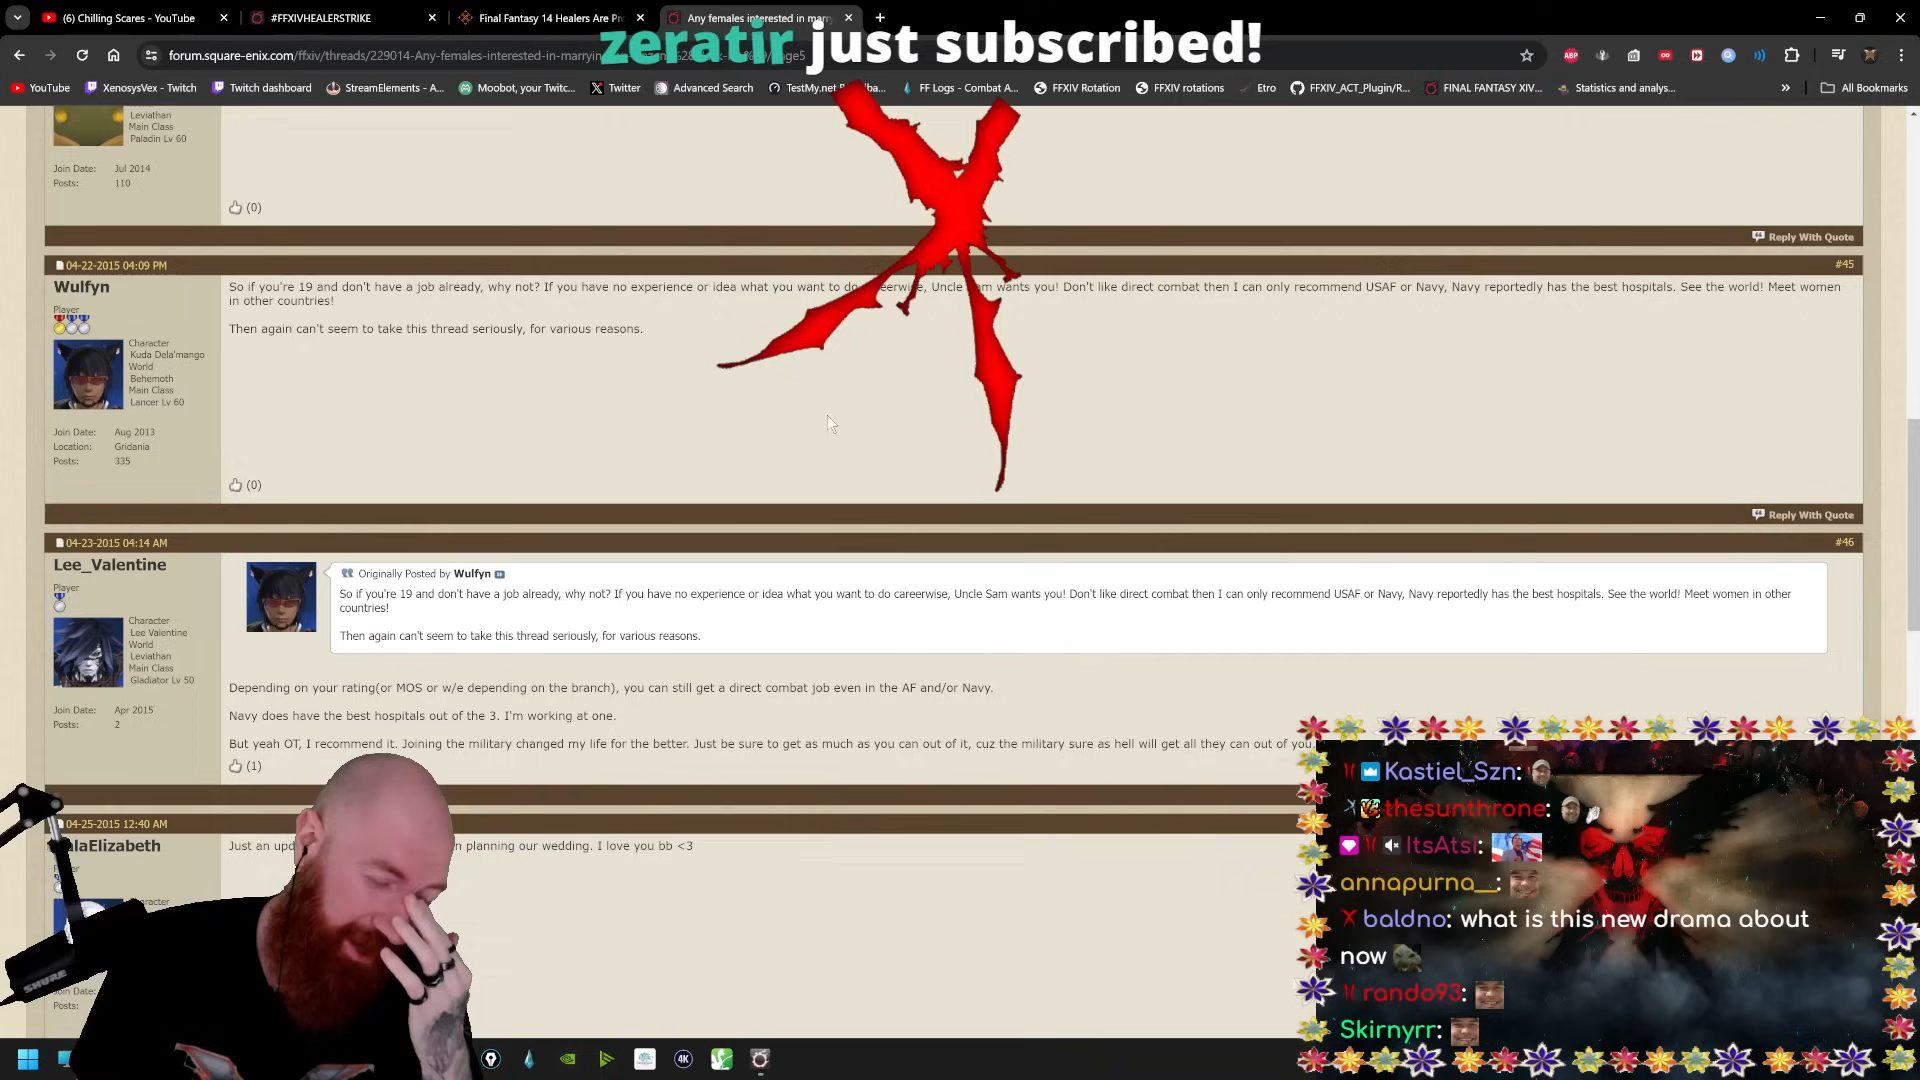 (6) Chilling Scares - YouTube
#FFXIVHEALERSTRIKE
Final Fantasy 14 Healers Are Pr
Any females interested in marr
zeratir just subscribed!
forum.square-enix.com/ffxiv/threads/229014-Any-females-interested-in-marryin
YouTube
XenosysVex - Twitch
Twitch dashboard
StreamElements - A...
Moobot, your Twitc...
Twitter
Advanced Search
TestMy.net
FF Logs - Combat A...
FFXIV Rotation
FFXIV rotations
Etro
FFXIV_ACT_Plugin/R...
FINAL FANTASY XIV...
Statistics and analys...
All Bookmarks
Leviathan
Main Class
Paladin Lv 60
Join Date: Jul 2014
Posts: 110
(0)
Reply With Quote
04-22-2015 04:09 PM
#45
Wulfyn
Player
Character
Kuda Dela'mango
World
Behemoth
Main Class
Lancer Lv 60
Join Date: Aug 2013
Location: Gridania
Posts: 335
So if you're 19 and don't have a job already, why not? If you have no experience or idea what you want to do careerwise, Uncle Sam wants you! Don't like direct combat then I can only recommend USAF or Navy, Navy reportedly has the best hospitals. See the world! Meet women
in other countries!
Then again can't seem to take this thread seriously, for various reasons.
(0)
Reply With Quote
04-23-2015 04:14 AM
#46
Lee_Valentine
Player
Character
Lee Valentine
World
Leviathan
Main Class
Gladiator Lv 50
Join Date: Apr 2015
Posts: 2
Originally Posted by Wulfyn
So if you're 19 and don't have a job already, why not? If you have no experience or idea what you want to do careerwise, Uncle Sam wants you! Don't like direct combat then I can only recommend USAF or Navy, Navy reportedly has the best hospitals. See the world! Meet women in other
countries!
Then again can't seem to take this thread seriously, for various reasons.
Depending on your rating(or MOS or w/e depending on the branch), you can still get a direct combat job even in the AF and/or Navy.
Navy does have the best hospitals out of the 3. I'm working at one.
But yeah OT, I recommend it. Joining the military changed my life for the better. Just be sure to get as much as you can out of it, cuz the military sure as hell will get all they can out of you
(1)
04-25-2015 12:40 AM
alaElizabeth
Character
Posts:
Just an upd
planning our wedding. I love you bb <3
SHURE
Kastiel_Szn:
thesunthrone:
ItsAtsi:
annapurna__:
baldno: what is this new drama about
now
rando93:
Skirnyrr:
4K